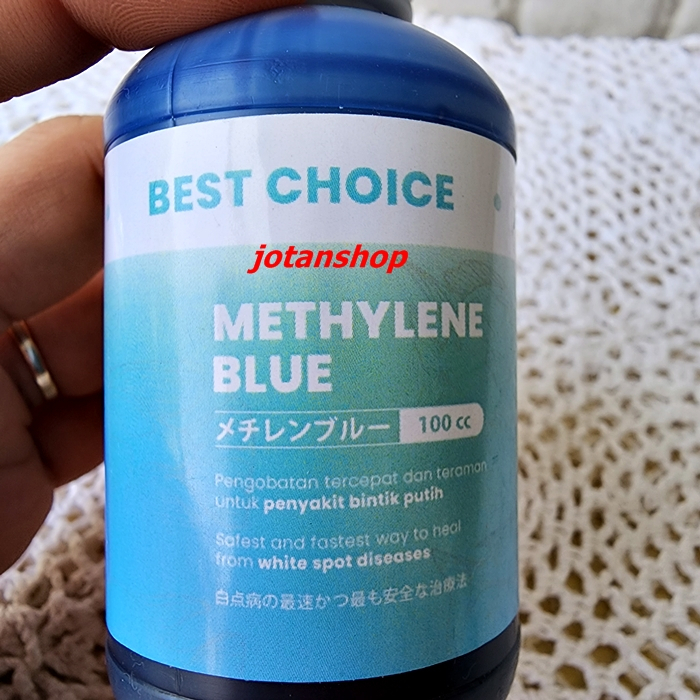 BEST CHOICE
jotanshop
METHYLENE
BLUE
メチレンブルー 100 cc
Pengobatan tercepat dan teraman
untuk penyakit bintik putih
Safest and fastest way to heal
from white spot diseases
白点病の最速かつ最も安全な治療法